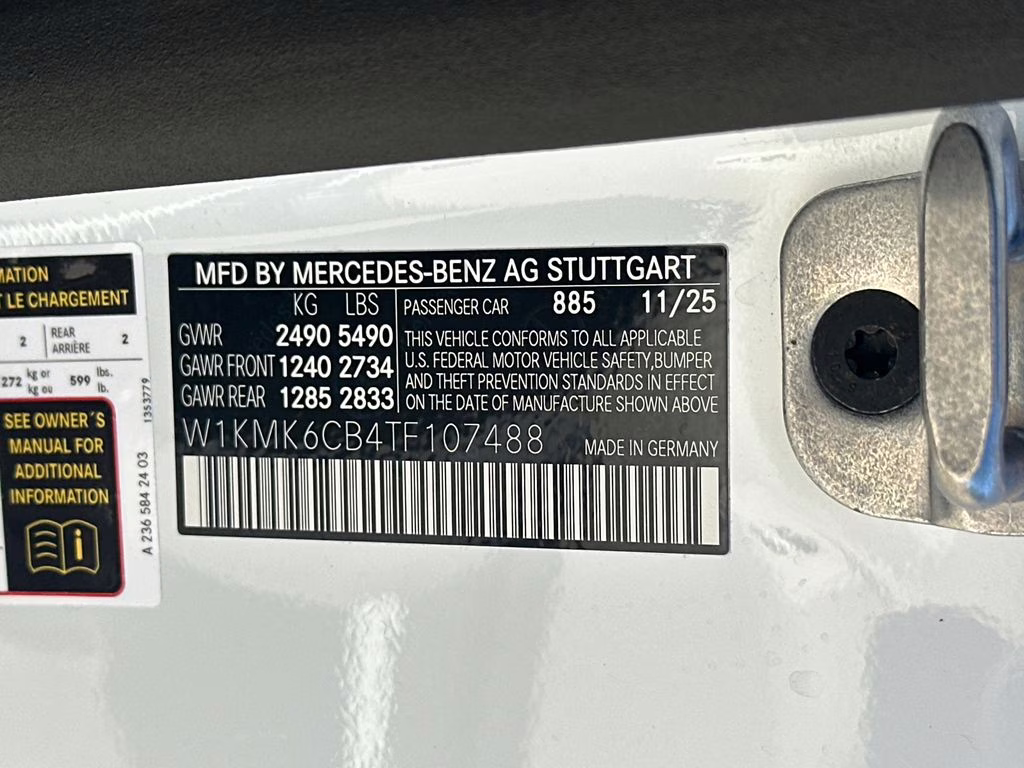 MATION
T LE CHARGEMENT
2 REAR ARRIÈRE 2
272 kg or kg ou 599 lbs. lb.
SEE OWNER´S
MANUAL FOR
ADDITIONAL
INFORMATION
1353779
A 236 584 24 03
MFD BY MERCEDES-BENZ AG STUTTGART
KG LBS
GVWR 2490 5490
GAWR FRONT 1240 2734
GAWR REAR 1285 2833
PASSENGER CAR 885 11/25
THIS VEHICLE CONFORMS TO ALL APPLICABLE
U.S. FEDERAL MOTOR VEHICLE SAFETY,BUMPER
AND THEFT PREVENTION STANDARDS IN EFFECT
ON THE DATE OF MANUFACTURE SHOWN ABOVE
W1KMK6CB4TF107488
MADE IN GERMANY